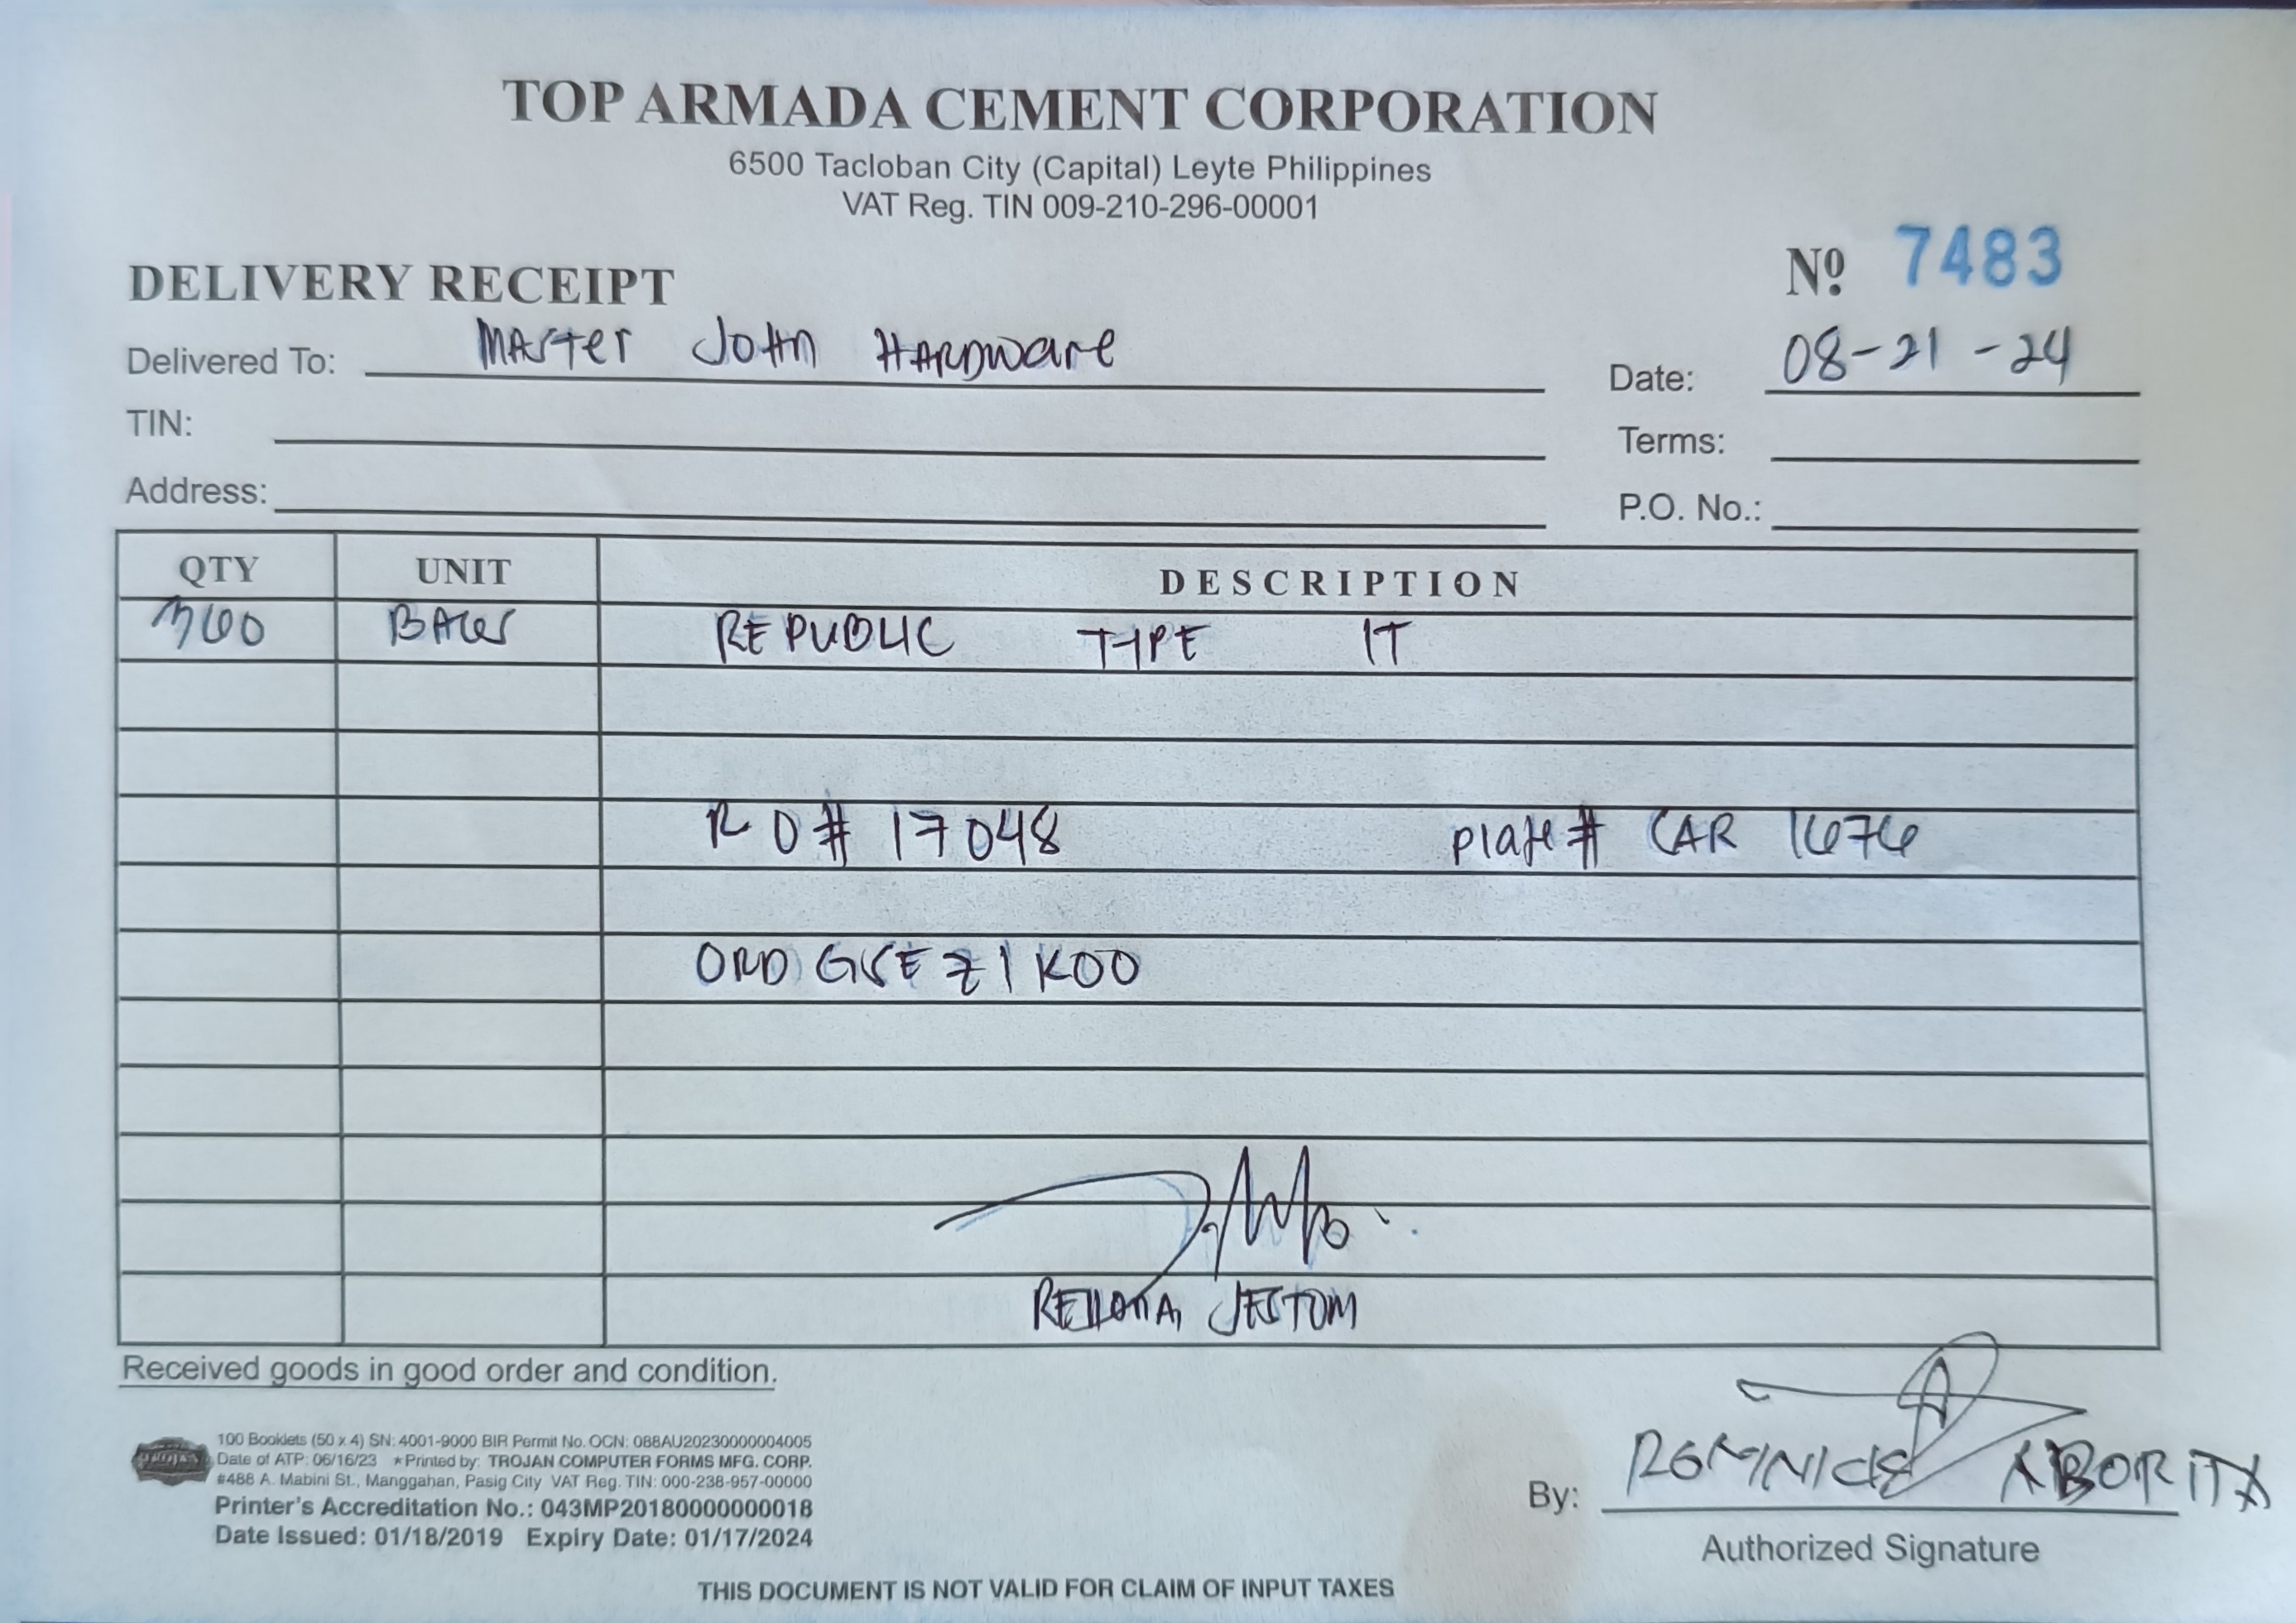 TOP ARMADA CEMENT CORPORATION
6500 Tacloban City (Capital) Leyte Philippines
VAT Reg. TIN 009-210-296-00001
DELIVERY RECEIPT
Nº 7483
Delivered To: Master John Hardware
Date: 08-21-24
TIN:
Terms:
Address:
P.O. No.:
QTY UNIT DESCRIPTION
360 BAGS REPUBLIC TYPE 1T
RO# 17048 plate# CAR 1676
ORD GSEZ1KOO
JESTOM
Received goods in good order and condition.
100 Booklets (50 x 4) SN: 4001-9000 BIR Permit No. OCN: 088AU20230000004005
Date of ATP: 06/16/23 *Printed by: TROJAN COMPUTER FORMS MFG. CORP.
#488 A. Mabini St., Manggahan, Pasig City VAT Reg. TIN: 000-238-957-00000
Printer's Accreditation No.: 043MP20180000000018
Date Issued: 01/18/2019 Expiry Date: 01/17/2024
By: ABORITA
Authorized Signature
THIS DOCUMENT IS NOT VALID FOR CLAIM OF INPUT TAXES